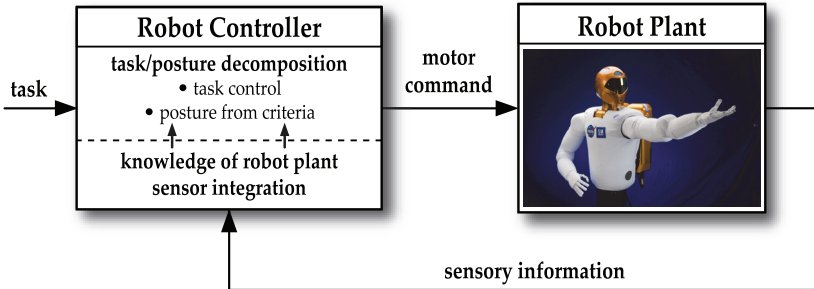 Robot Controller
task/posture decomposition
• task control
• posture from criteria
knowledge of robot plant
sensor integration
task
motor
command
Robot Plant
GM
sensory information